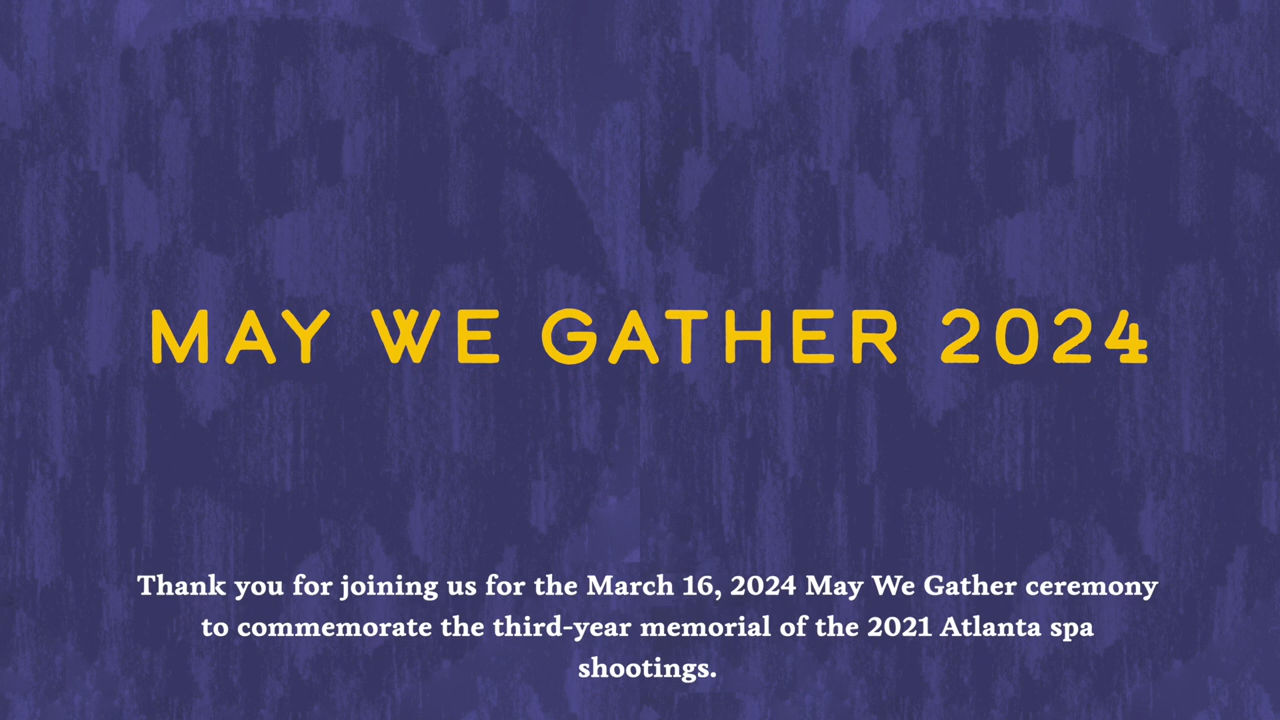 MAY WE GATHER 2024
Thank you for joining us for the March 16, 2024 May We Gather ceremony
to commemorate the third-year memorial of the 2021 Atlanta spa
shootings.